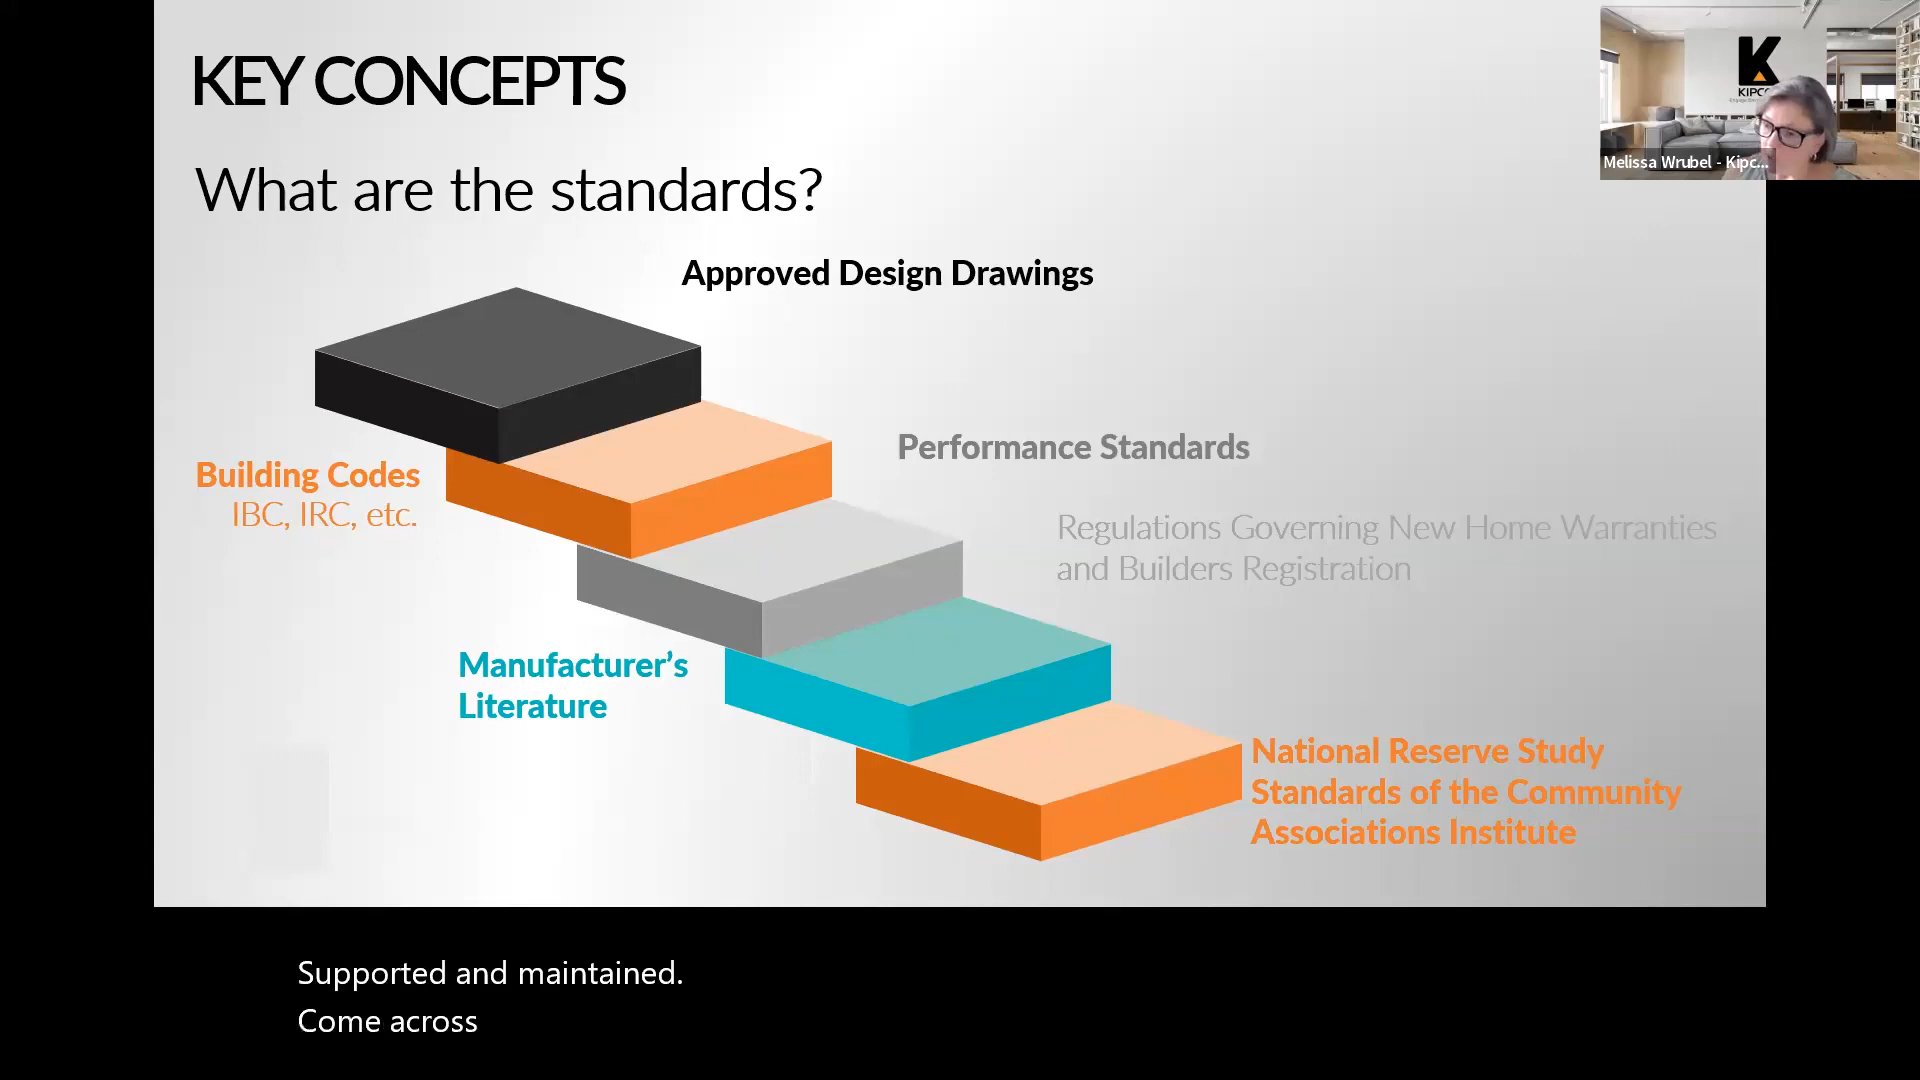 KEY CONCEPTS
What are the standards?
Approved Design Drawings
Building Codes
IBC, IRC, etc.
Performance Standards
Regulations Governing New Home Warranties
and Builders Registration
Manufacturer’s
Literature
National Reserve Study
Standards of the Community
Associations Institute
K
KIPC
Melissa Wrubel - Kipc...
Supported and maintained.
Come across